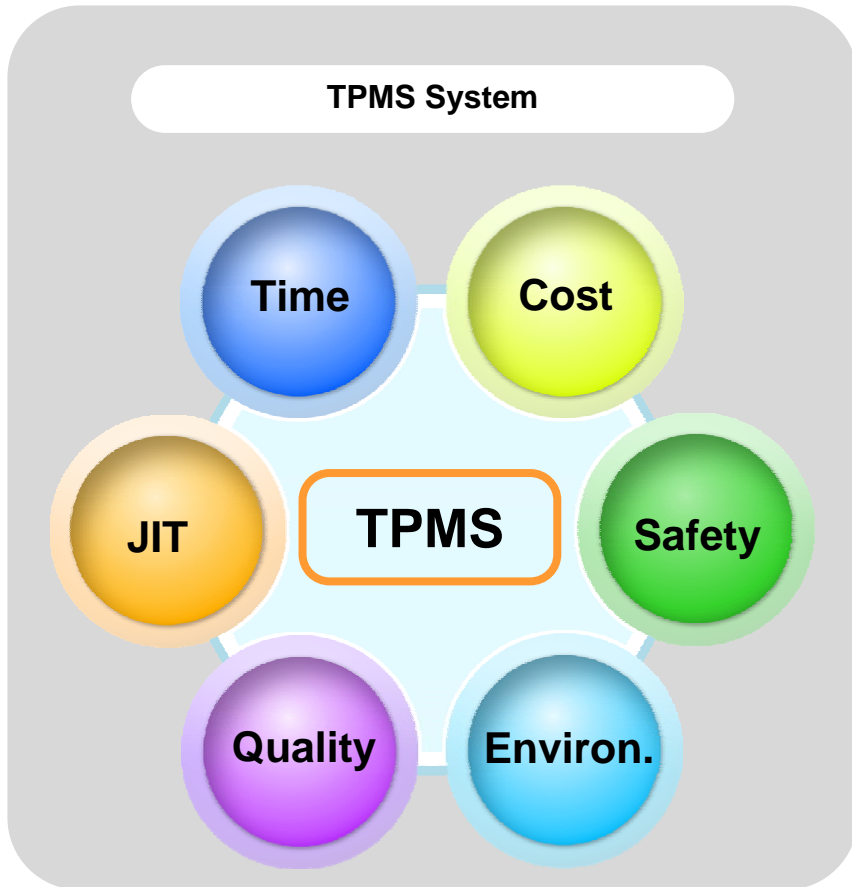 TPMS System
Time
Cost
JIT
TPMS
Safety
Quality
Environ.